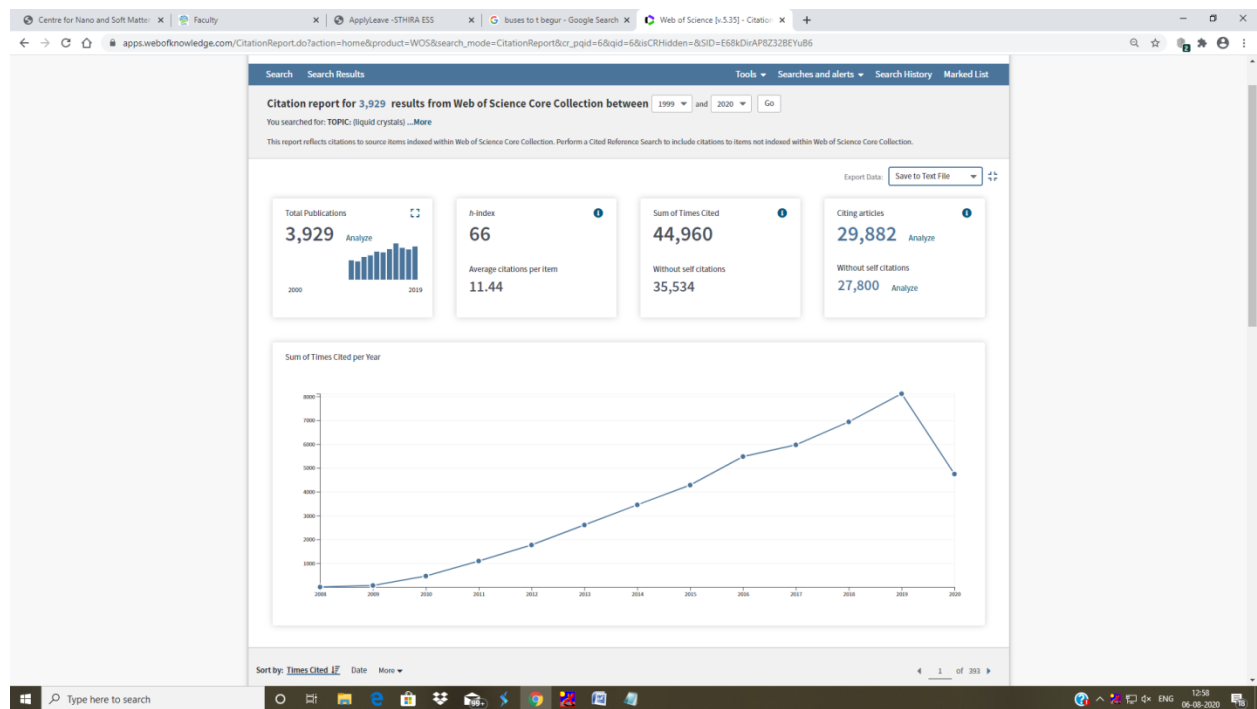 Centre for Nano and Soft Matter
Faculty
ApplyLeave -STHIRA ESS
buses to t begur - Google Search
Web of Science [v.5.35] - Citation
apps.webofknowledge.com/CitationReport.do?action=home&product=WOS&search_mode=CitationReport&cr_pqid=6&qid=6&isCRHidden=&SID=E68kDirAP8Z32BEYuB6
Search Search Results Tools Searches and alerts Search History Marked List
Citation report for 3,929 results from Web of Science Core Collection between 1999 and 2020 Go
You searched for: TOPIC: (liquid crystals) ...More
This report reflects citations to source items indexed within Web of Science Core Collection. Perform a Cited Reference Search to include citations to items not indexed within Web of Science Core Collection.
Export Data: Save to Text File
Total Publications
3,929 Analyze
2000 2019
h-index
66
Average citations per item
11.44
Sum of Times Cited
44,960
Without self citations
35,534
Citing articles
29,882 Analyze
Without self citations
27,800 Analyze
Sum of Times Cited per Year
8000
7000
6000
5000
4000
3000
2000
1000
2008 2009 2010 2011 2012 2013 2014 2015 2016 2017 2018 2019 2020
Sort by: Times Cited Date More
1 of 393
Type here to search
99+
ENG
12:58
06-08-2020